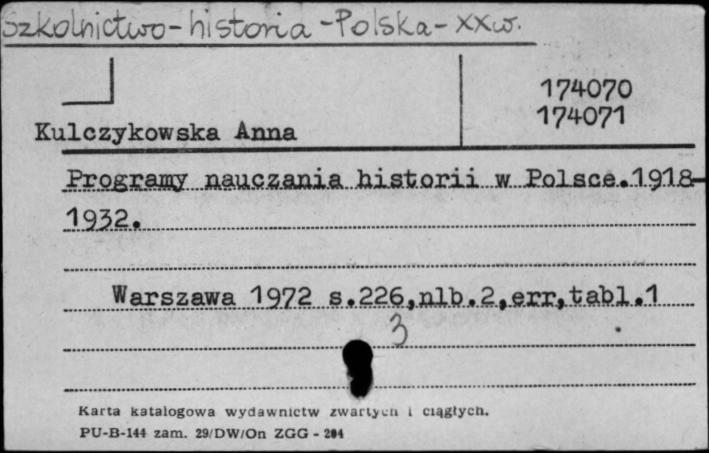 Szkolnictwo-historia-Polska-XXw.
174070
174071
Kulczykowska Anna
Programy nauczania historii w Polsce.1918-
1932.
Warszawa 1972 s.226,nlb.2,err,tabl.1
3
Karta katalogowa wydawnictw zwartych i ciągłych.
PU-B-144 zam. 29/DW/On ZGG - 204